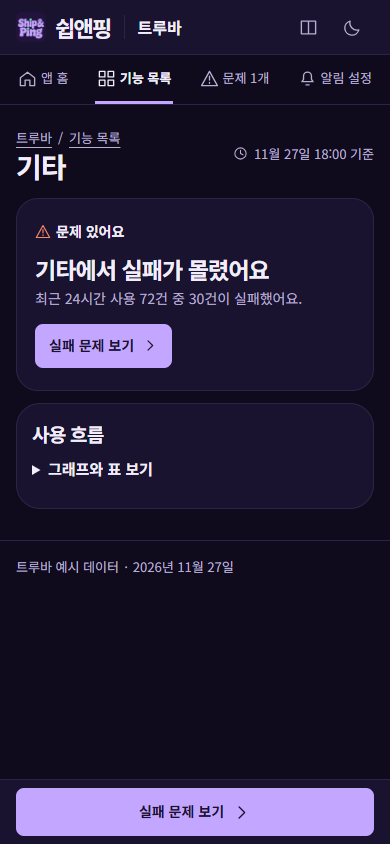 Ship&
Ping
쉽앤핑
트루바
앱 홈
기능 목록
문제 1개
알림 설정
트루바 / 기능 목록
기타
11월 27일 18:00 기준
문제 있어요
기타에서 실패가 몰렸어요
최근 24시간 사용 72건 중 30건이 실패했어요.
실패 문제 보기
사용 흐름
그래프와 표 보기
트루바 예시 데이터 · 2026년 11월 27일
실패 문제 보기